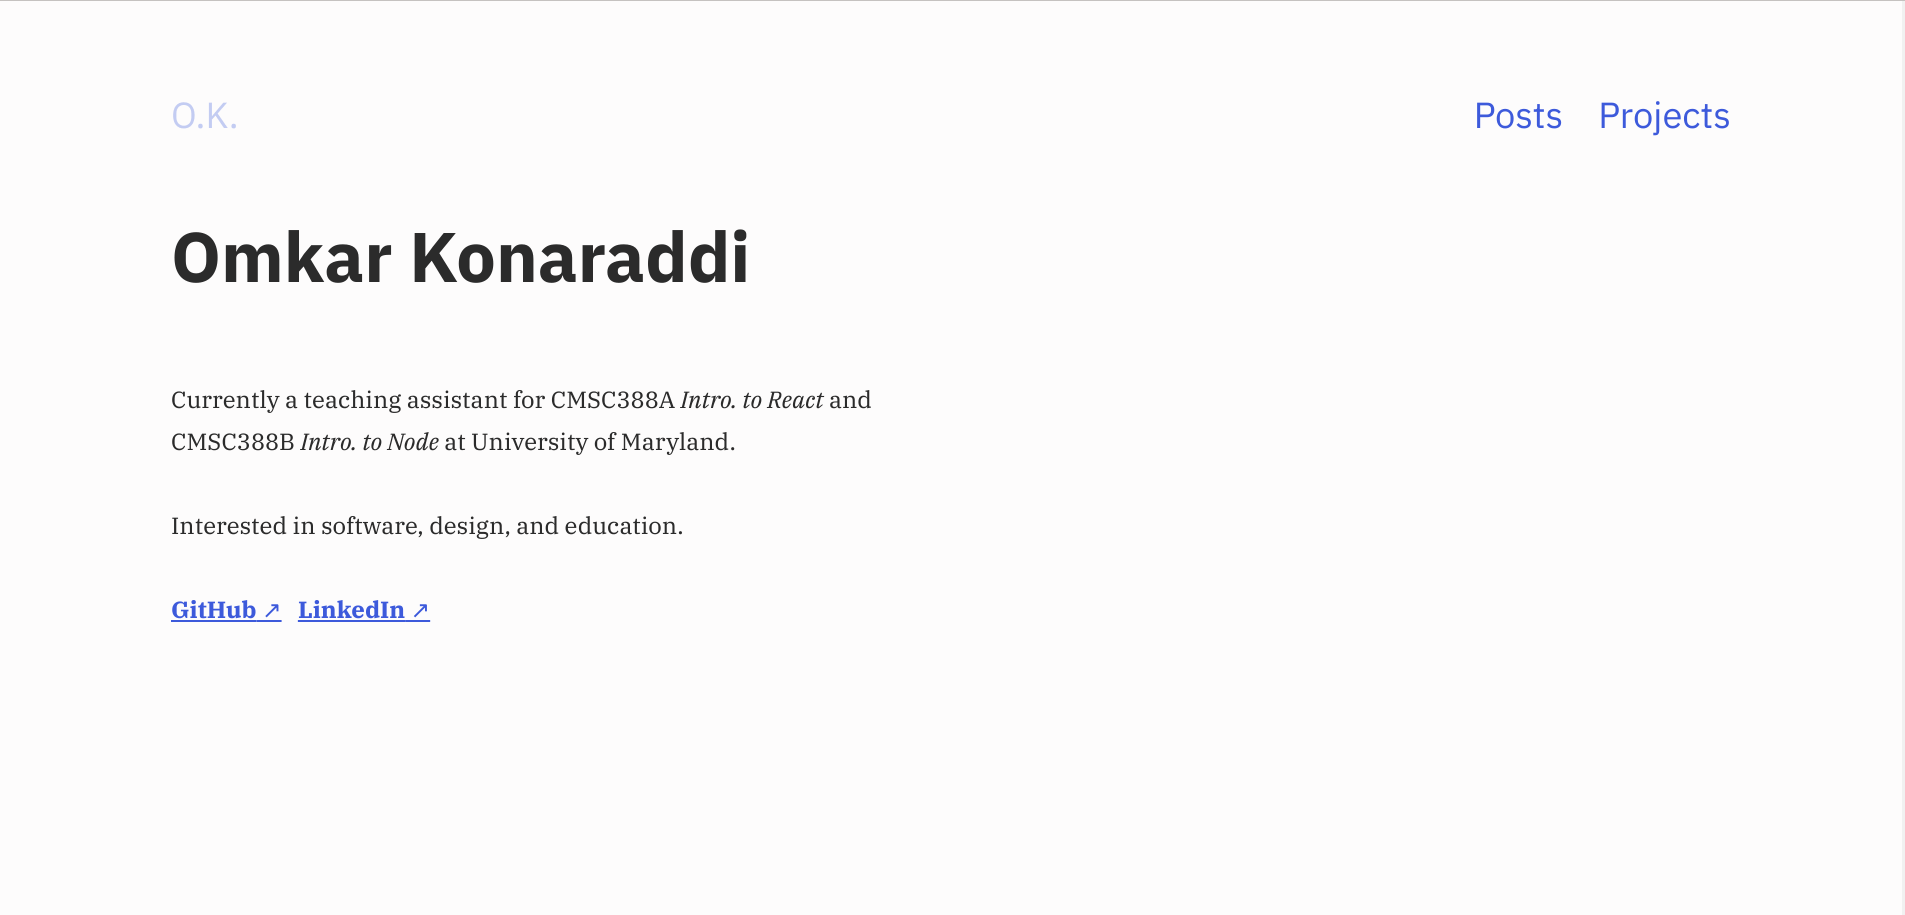 O.K.
Posts Projects
Omkar Konaraddi
Currently a teaching assistant for CMSC388A Intro. to React and
CMSC388B Intro. to Node at University of Maryland.
Interested in software, design, and education.
GitHub ↗ LinkedIn ↗